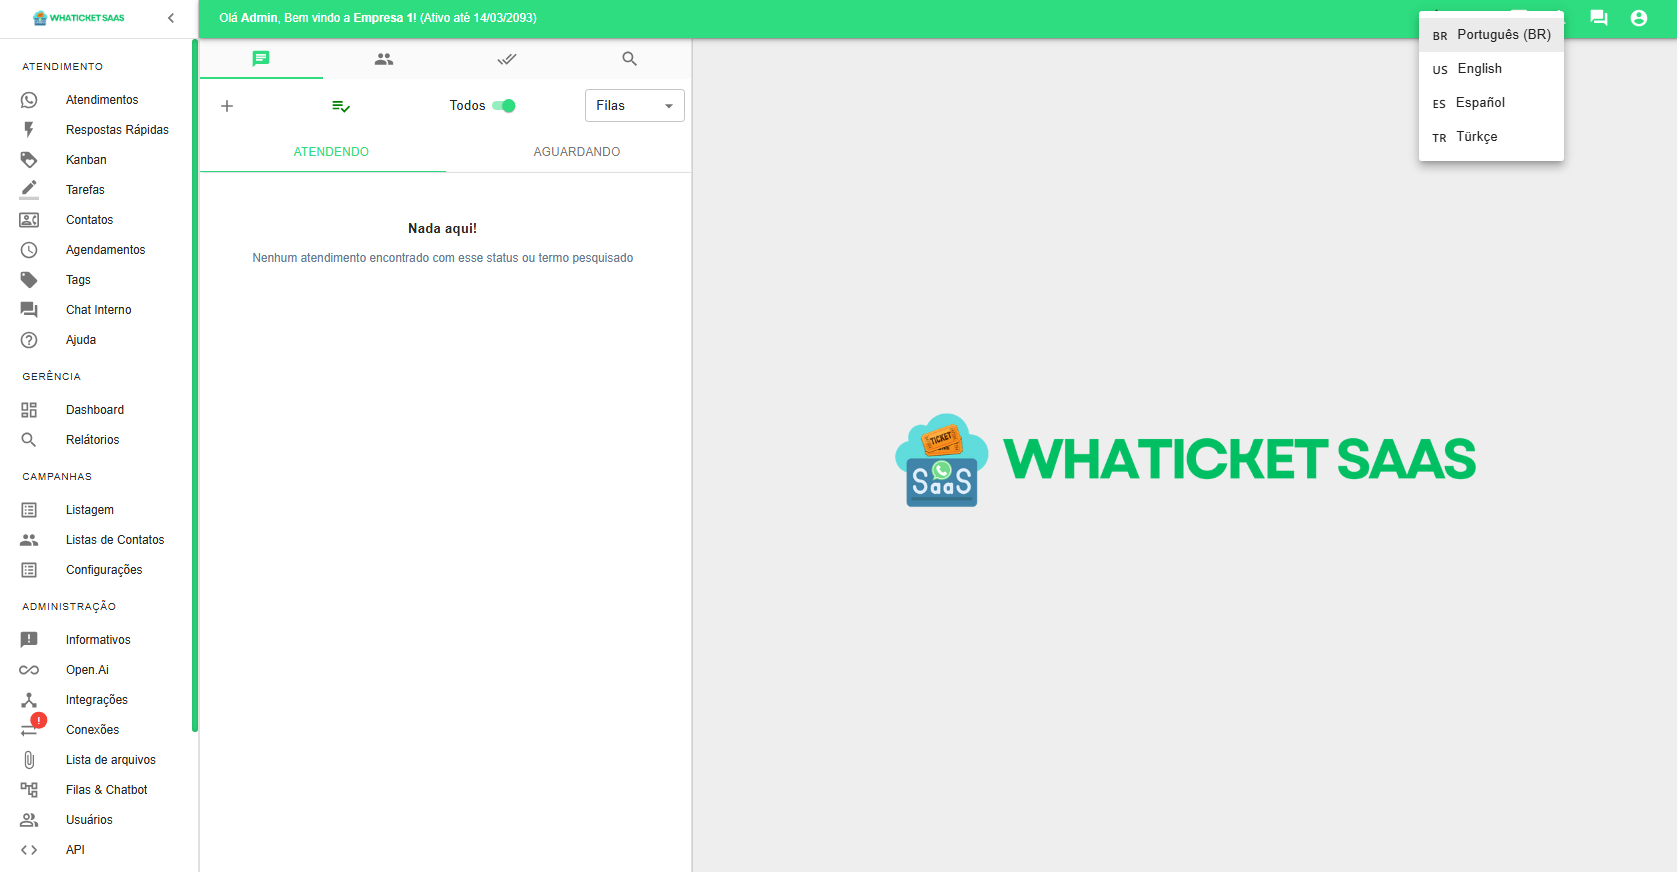 WHATICKET SAAS
Olá Admin, Bem vindo a Empresa 1! (Ativo até 14/03/2093)
BR Português (BR)
US English
ES Español
TR Türkçe
ATENDIMENTO
Atendimentos
Respostas Rápidas
Kanban
Tarefas
Contatos
Agendamentos
Tags
Chat Interno
Ajuda
GERÊNCIA
Dashboard
Relátorios
CAMPANHAS
Listagem
Listas de Contatos
Configurações
ADMINISTRAÇÃO
Informativos
Open.Ai
Integrações
!
Conexões
Lista de arquivos
Filas & Chatbot
Usuários
API
Todos
Filas
ATENDENDO
AGUARDANDO
Nada aqui!
Nenhum atendimento encontrado com esse status ou termo pesquisado
TICKET
SaaS
WHATICKET SAAS